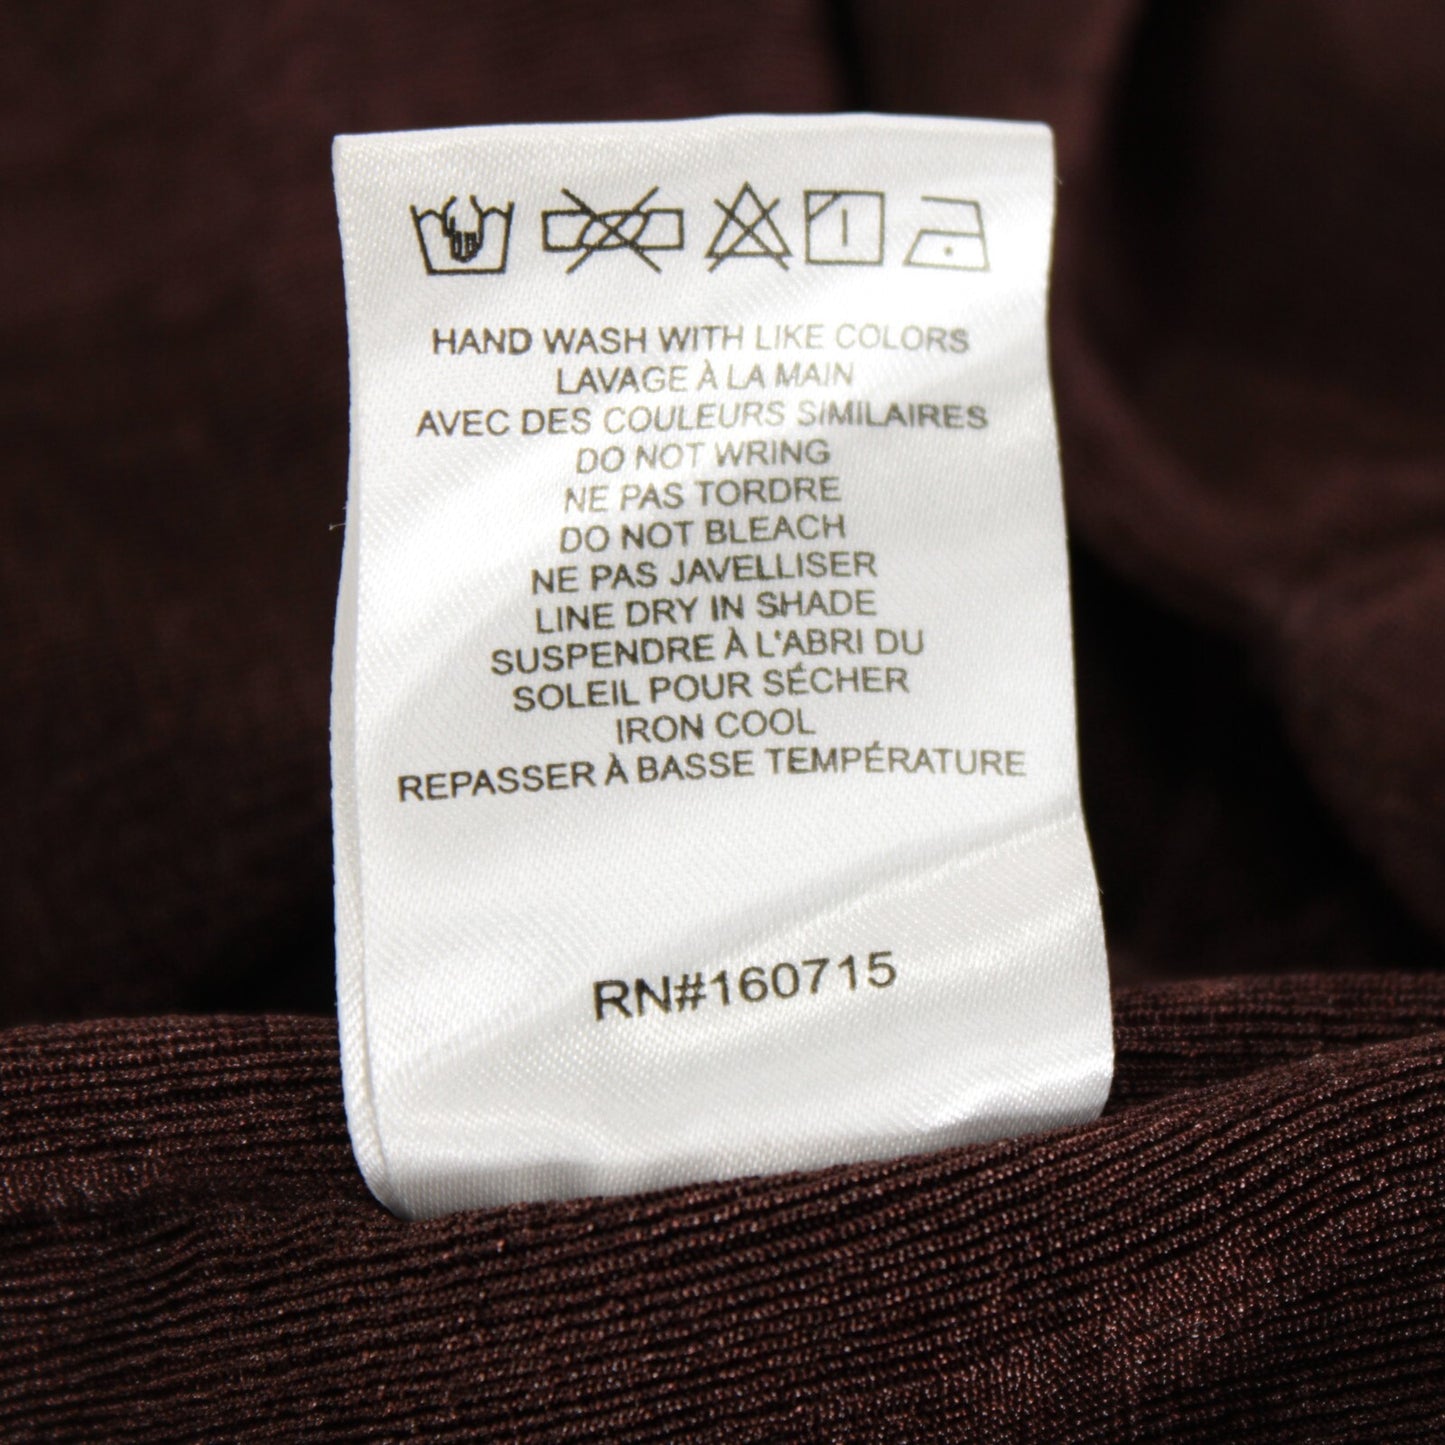 HAND WASH WITH LIKE COLORS
LAVAGE À LA MAIN
AVEC DES COULEURS SIMILAIRES
DO NOT WRING
NE PAS TORDRE
DO NOT BLEACH
NE PAS JAVELLISER
LINE DRY IN SHADE
SUSPENDRE À L'ABRI DU
SOLEIL POUR SÉCHER
IRON COOL
REPASSER À BASSE TEMPÉRATURE
RN#160715